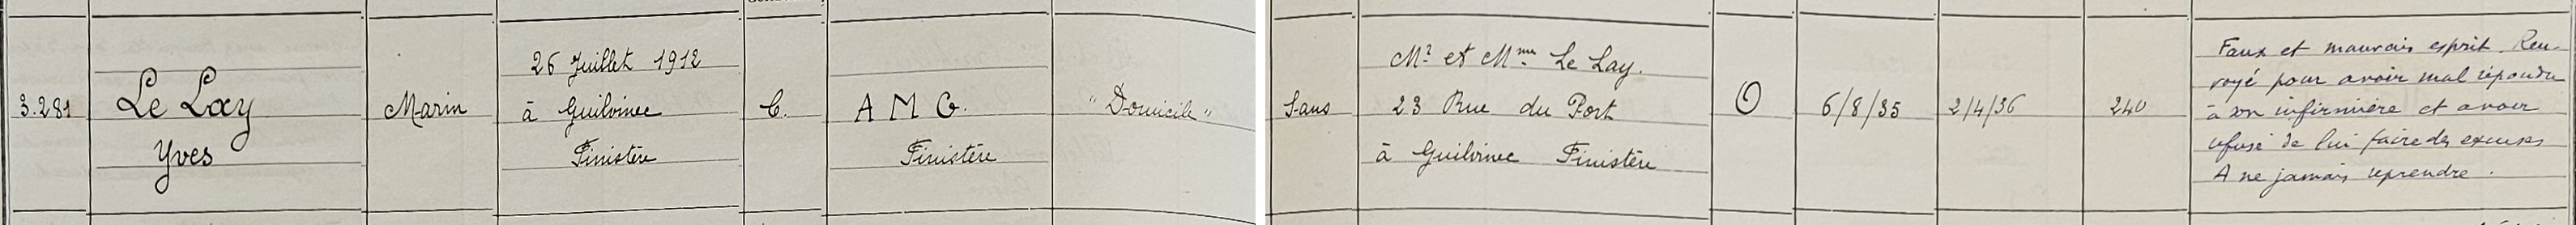 3.281
Le Lay
Yves
Marin
26 Juillet 1912
à Guilvinec
Finistère
C.
A M G.
Finistère
"Domicile"
Sans
Mr et Mme Le Lay.
23 Rue du Port
à Guilvinec Finistère
O
6/8/35
2/4/36
240
Faux et mauvais esprit. Ren-
voyé pour avoir mal répondu
à son infirmière et avoir
refusé de lui faire des excuses
A ne jamais reprendre.